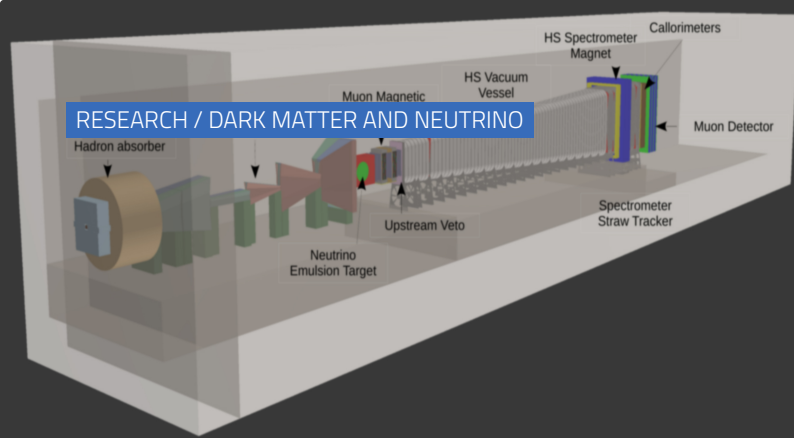 Callorimeters
HS Spectrometer
Magnet
HS Vacuum
Vessel
Muon Magnetic
RESEARCH / DARK MATTER AND NEUTRINO
Hadron absorber
Muon Detector
Upstream Veto
Spectrometer
Straw Tracker
Neutrino
Emulsion Target